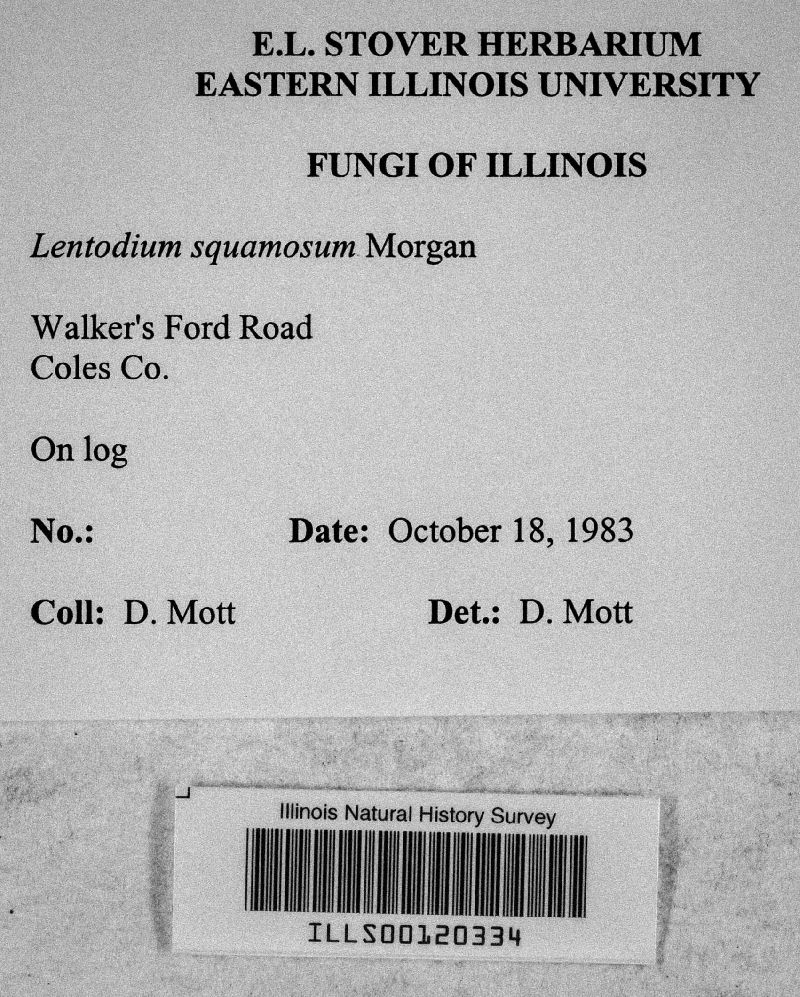 E.L. STOVER HERBARIUM
EASTERN ILLINOIS UNIVERSITY
FUNGI OF ILLINOIS
Lentodium squamosum Morgan
Walker's Ford Road
Coles Co.
On log
No.: Date: October 18, 1983
Coll: D. Mott Det.: D. Mott
Illinois Natural History Survey
ILLS00120334